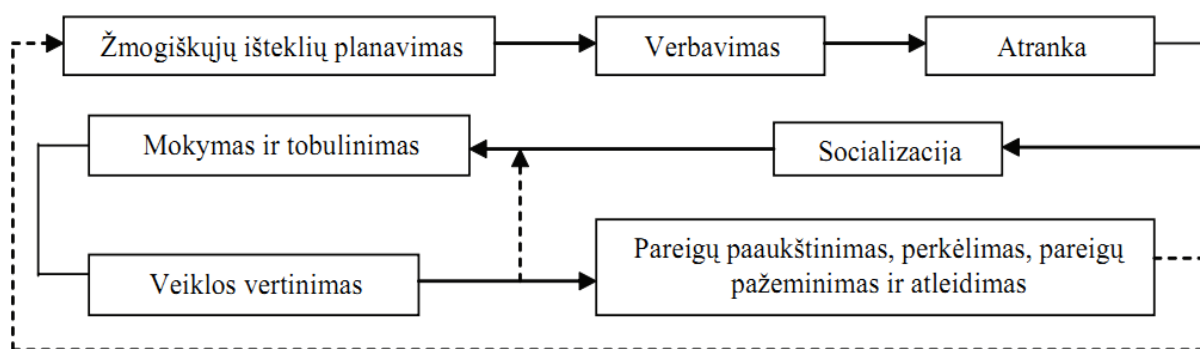 Žmogiškųjų išteklių planavimas
Verbavimas
Atranka
Mokymas ir tobulinimas
Socializacija
Veiklos vertinimas
Pareigų paaukštinimas, perkėlimas, pareigų
pažeminimas ir atleidimas